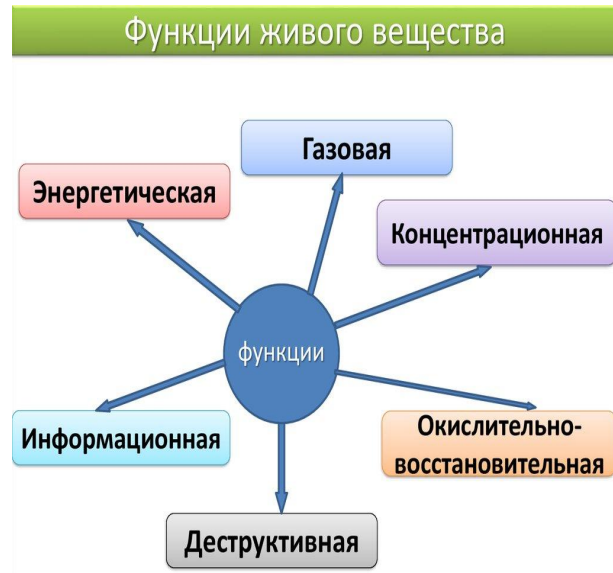 Функции живого вещества
Газовая
Энергетическая
Концентрационная
функции
Информационная
Окислительно-
восстановительная
Деструктивная